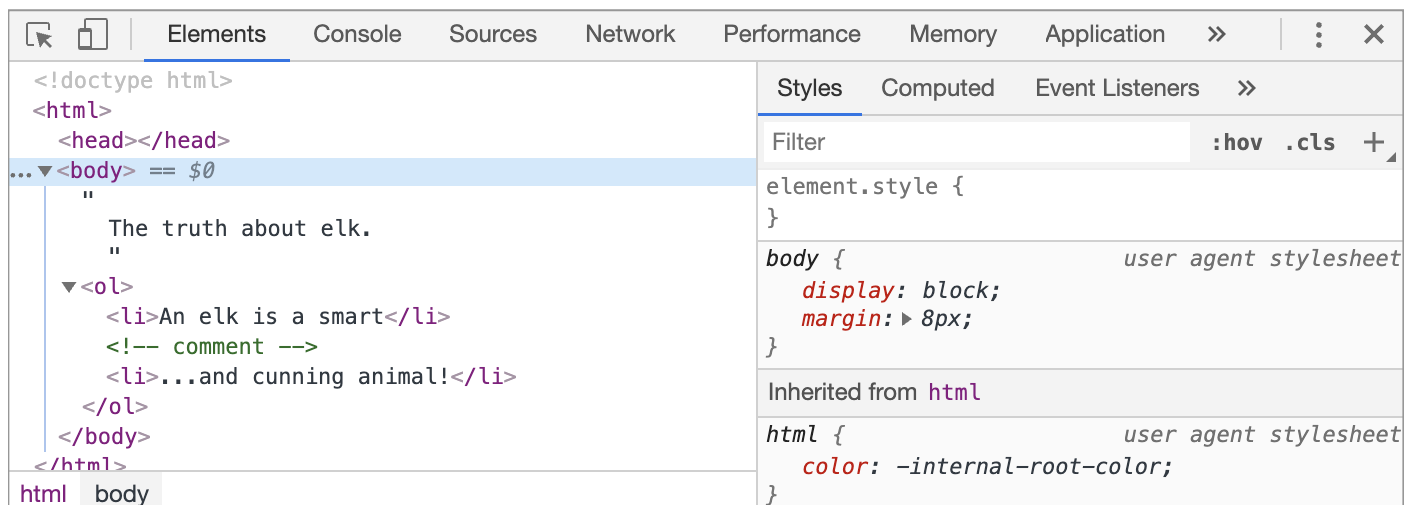 Elements Console Sources Network Performance Memory Application »
<!doctype html>
<html>
<head></head>
... ▼<body> == $0
"
The truth about elk.
"
▼<ol>
<li>An elk is a smart</li>
<!-- comment -->
<li>...and cunning animal!</li>
</ol>
</body>
</html>
html body
Styles Computed Event Listeners »
Filter :hov .cls +
element.style {
}
body { user agent stylesheet
display: block;
margin: ▶ 8px;
}
Inherited from html
html { user agent stylesheet
color: -internal-root-color;
}